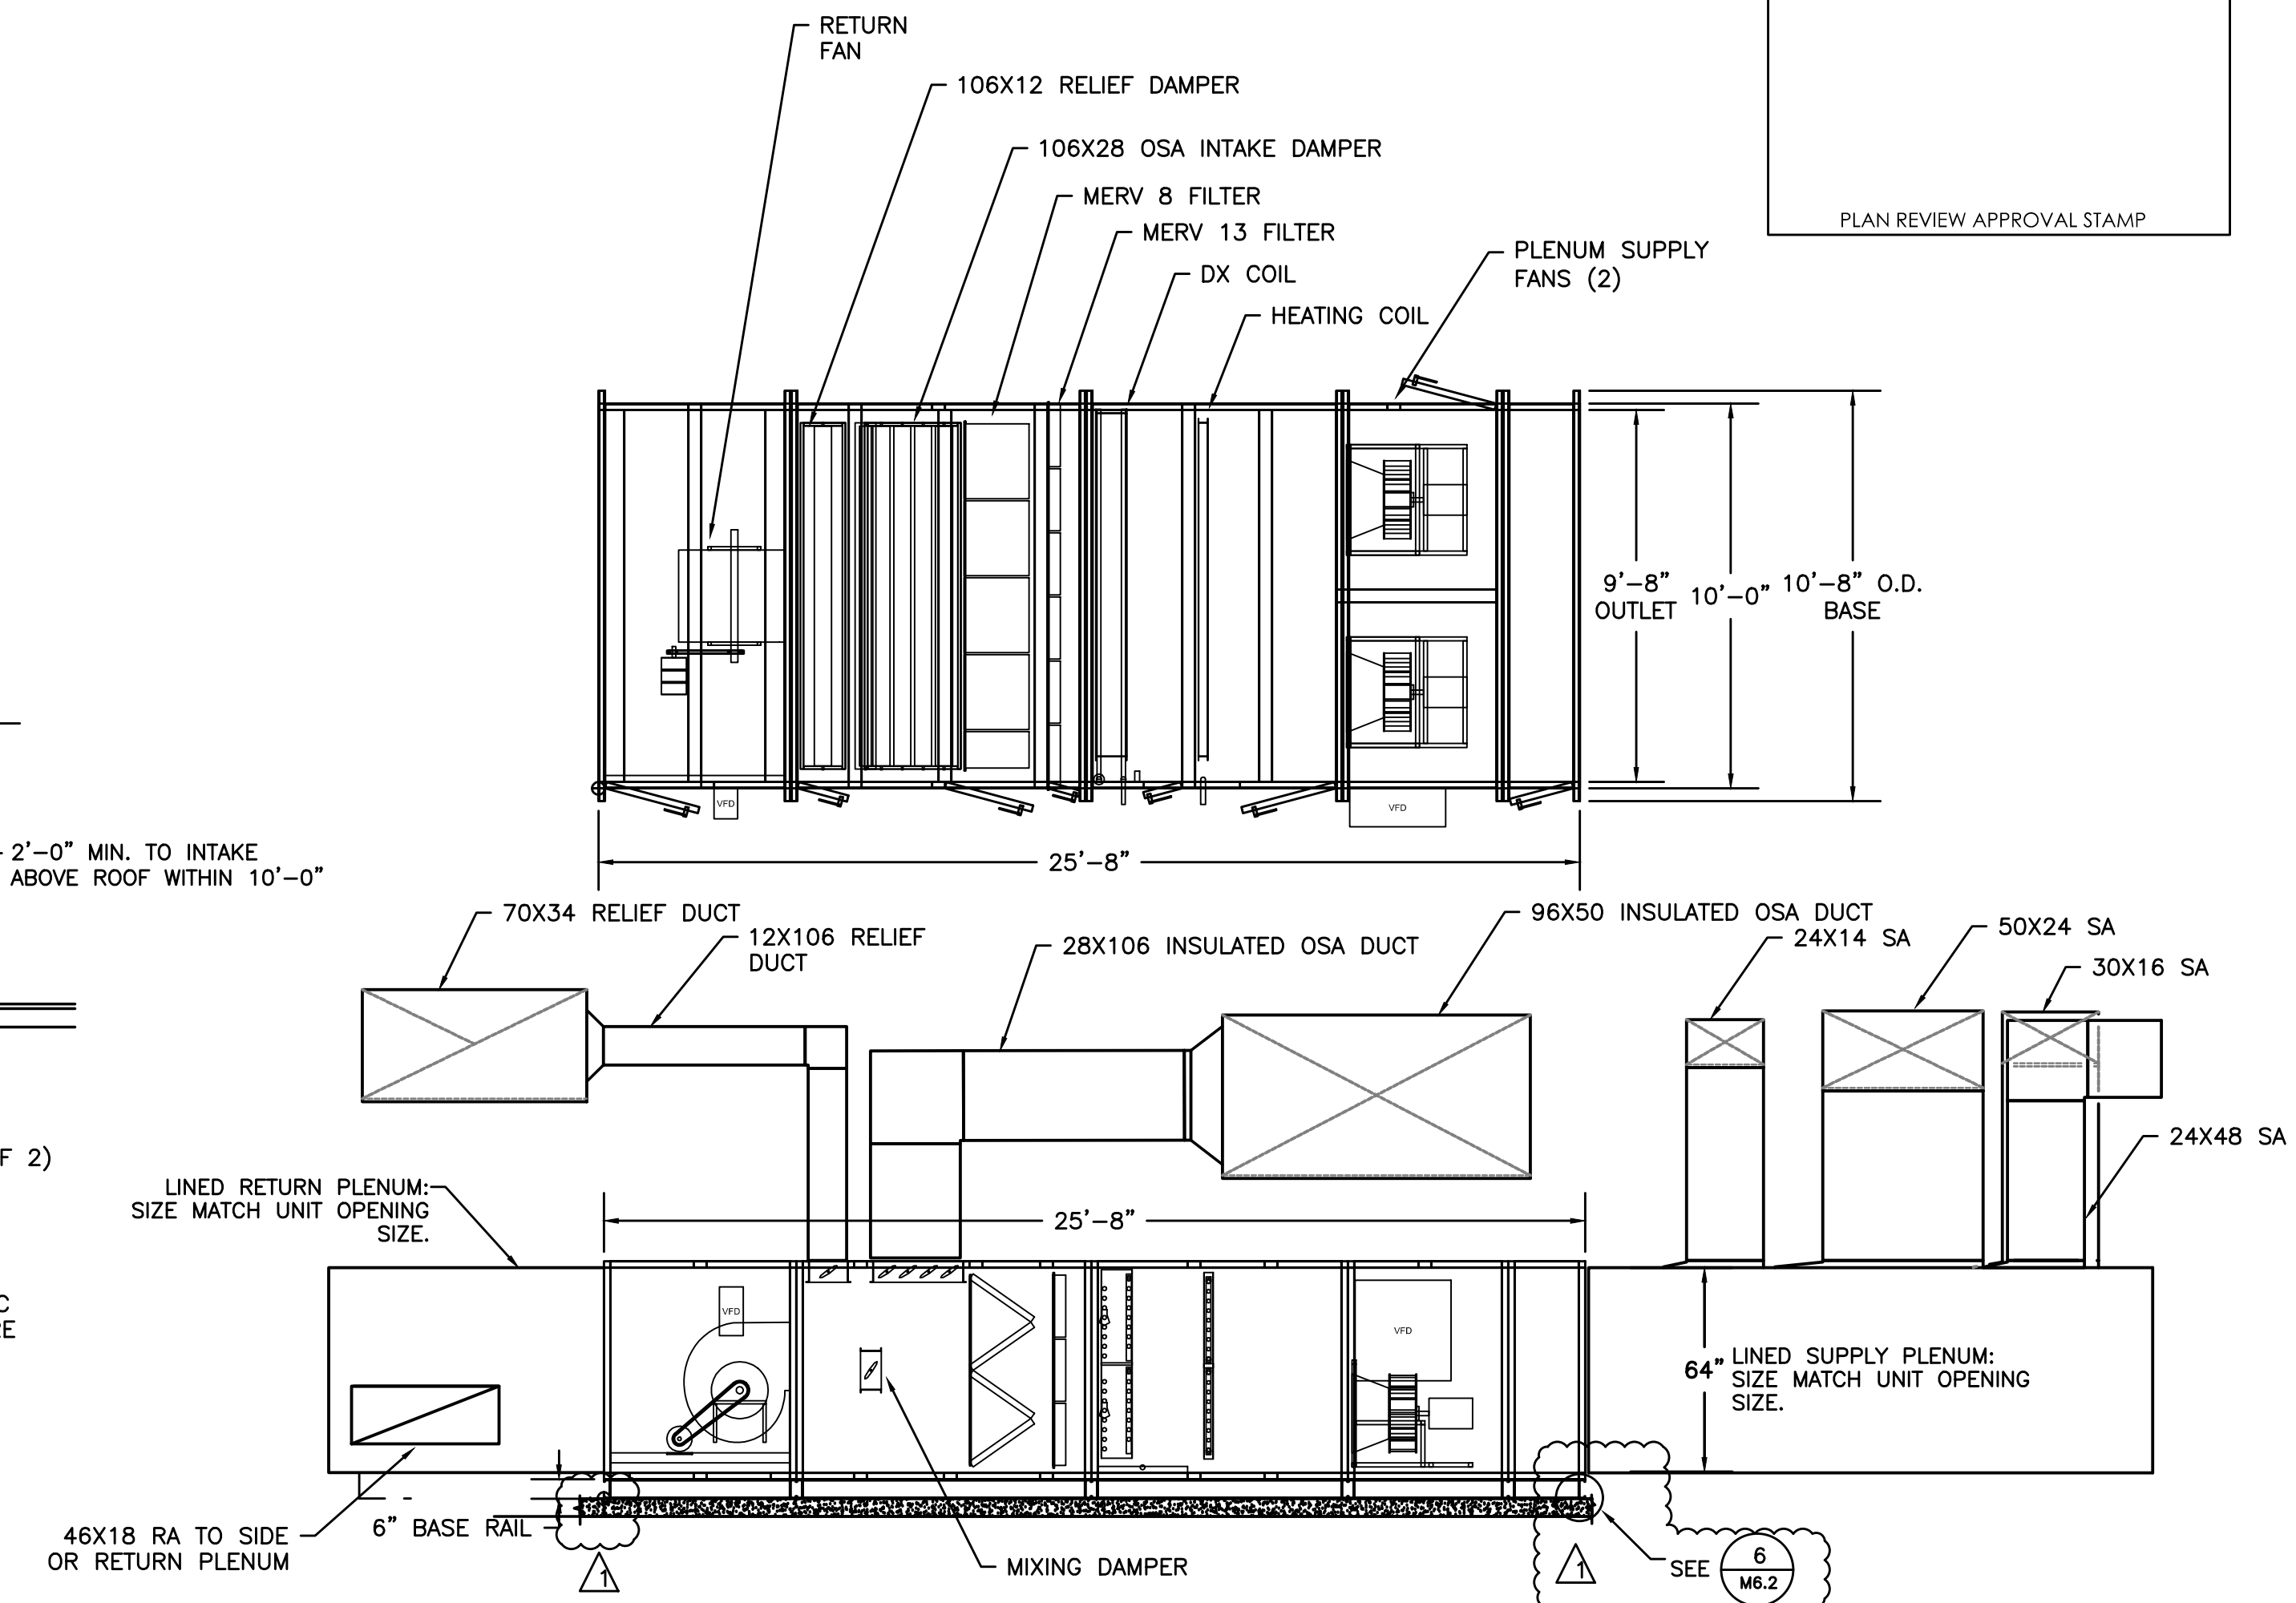 RETURN
FAN
106X12 RELIEF DAMPER
106X28 OSA INTAKE DAMPER
MERV 8 FILTER
MERV 13 FILTER
DX COIL
HEATING COIL
PLENUM SUPPLY
FANS (2)
PLAN REVIEW APPROVAL STAMP
9'-8"
OUTLET
10'-0"
10'-8" O.D.
BASE
VFD
VFD
25'-8"
2'-0" MIN. TO INTAKE
ABOVE ROOF WITHIN 10'-0"
70X34 RELIEF DUCT
12X106 RELIEF
DUCT
28X106 INSULATED OSA DUCT
96X50 INSULATED OSA DUCT
24X14 SA
50X24 SA
30X16 SA
24X48 SA
F 2)
LINED RETURN PLENUM:
SIZE MATCH UNIT OPENING
SIZE.
25'-8"
C
VFD
VFD
64"
LINED SUPPLY PLENUM:
SIZE MATCH UNIT OPENING
SIZE.
46X18 RA TO SIDE
OR RETURN PLENUM
6" BASE RAIL
1
MIXING DAMPER
1
SEE
6
M6.2